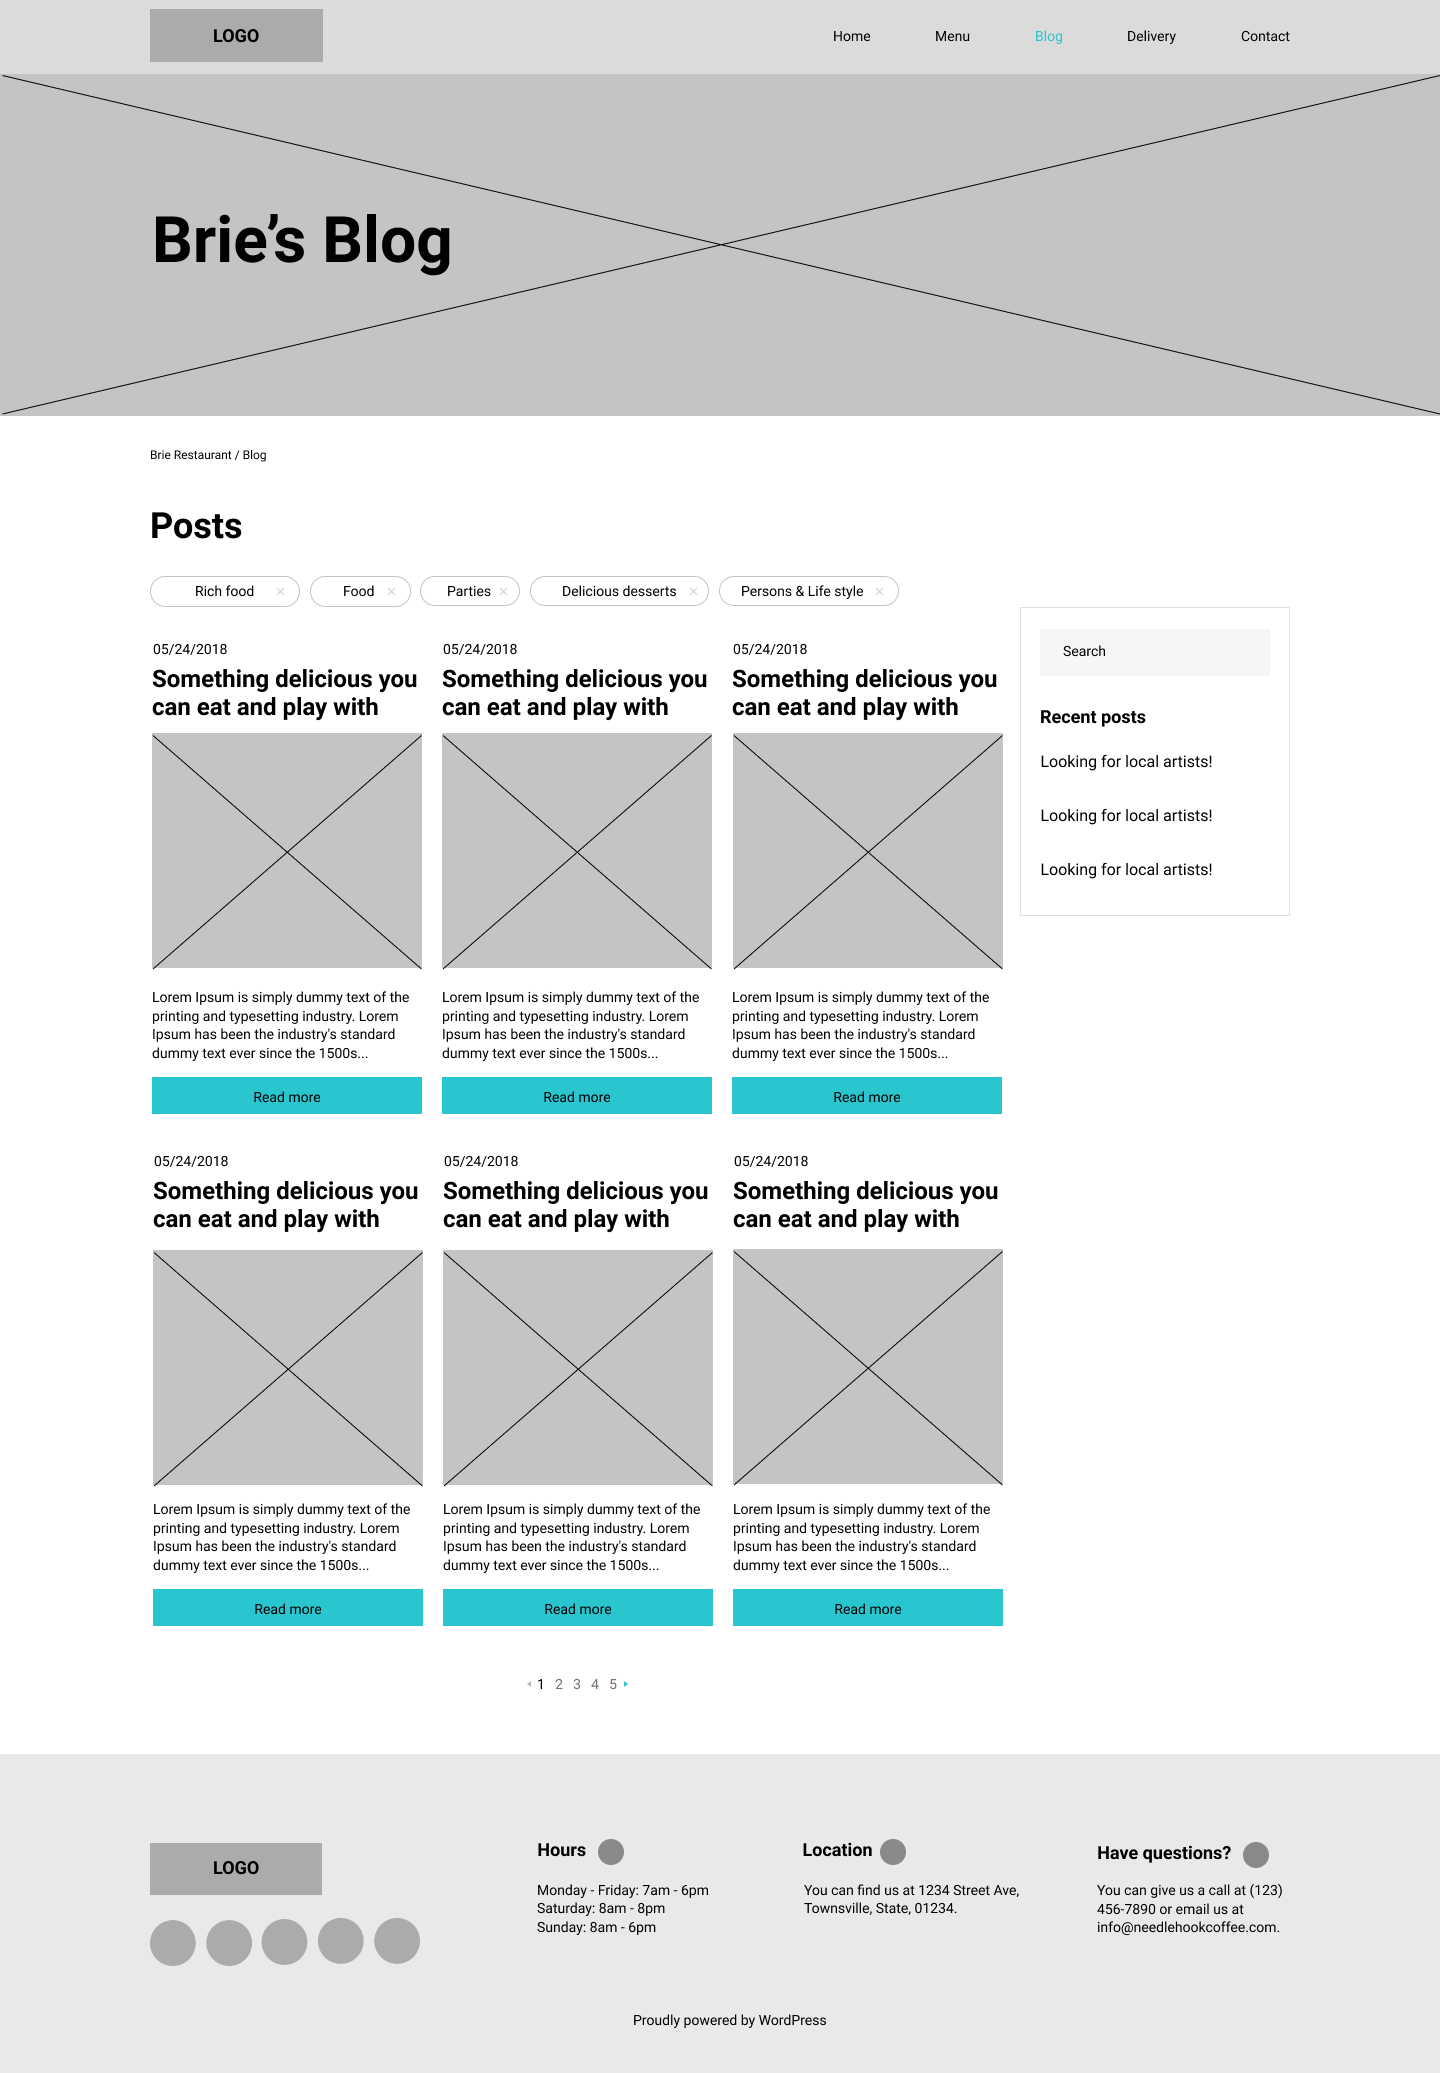 LOGO
Home Menu Blog Delivery Contact
Brie’s Blog
Brie Restaurant / Blog
Posts
Rich food × Food × Parties × Delicious desserts × Persons & Life style ×
05/24/2018
Something delicious you
can eat and play with
Lorem Ipsum is simply dummy text of the
printing and typesetting industry. Lorem
Ipsum has been the industry's standard
dummy text ever since the 1500s...
Read more
05/24/2018
Something delicious you
can eat and play with
Lorem Ipsum is simply dummy text of the
printing and typesetting industry. Lorem
Ipsum has been the industry's standard
dummy text ever since the 1500s...
Read more
05/24/2018
Something delicious you
can eat and play with
Lorem Ipsum is simply dummy text of the
printing and typesetting industry. Lorem
Ipsum has been the industry's standard
dummy text ever since the 1500s...
Read more
Search
Recent posts
Looking for local artists!
Looking for local artists!
Looking for local artists!
05/24/2018
Something delicious you
can eat and play with
Lorem Ipsum is simply dummy text of the
printing and typesetting industry. Lorem
Ipsum has been the industry's standard
dummy text ever since the 1500s...
Read more
05/24/2018
Something delicious you
can eat and play with
Lorem Ipsum is simply dummy text of the
printing and typesetting industry. Lorem
Ipsum has been the industry's standard
dummy text ever since the 1500s...
Read more
05/24/2018
Something delicious you
can eat and play with
Lorem Ipsum is simply dummy text of the
printing and typesetting industry. Lorem
Ipsum has been the industry's standard
dummy text ever since the 1500s...
Read more
1 2 3 4 5
LOGO
Hours
Monday - Friday: 7am - 6pm
Saturday: 8am - 8pm
Sunday: 8am - 6pm
Location
You can find us at 1234 Street Ave,
Townsville, State, 01234.
Have questions?
You can give us a call at (123)
456-7890 or email us at
info@needlehookcoffee.com.
Proudly powered by WordPress